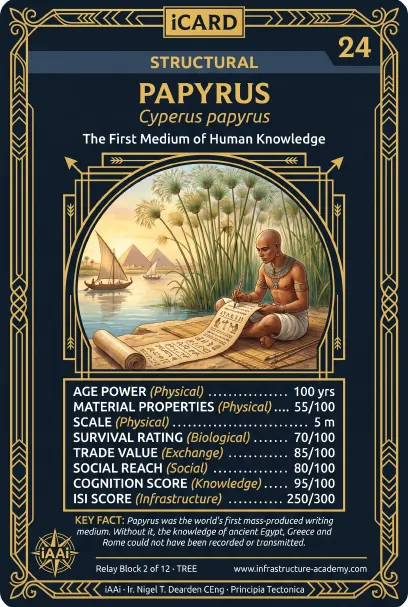 iCARD
24
STRUCTURAL
PAPYRUS
Cyperus papyrus
The First Medium of Human Knowledge
AGE POWER (Physical) ............... 100 yrs
MATERIAL PROPERTIES (Physical) .... 55/100
SCALE (Physical) ............................ 5 m
SURVIVAL RATING (Biological) ....... 70/100
TRADE VALUE (Exchange) ............ 85/100
SOCIAL REACH (Social) ................ 80/100
COGNITION SCORE (Knowledge) ..... 95/100
ISI SCORE (Infrastructure) ........... 250/300
KEY FACT: Papyrus was the world's first mass-produced writing
medium. Without it, the knowledge of ancient Egypt, Greece and
Rome could not have been recorded or transmitted.
iAAi
Relay Block 2 of 12 · TREE
www.infrastructure-academy.com
iAAi · Ir. Nigel T. Dearden CEng · Principia Tectonica